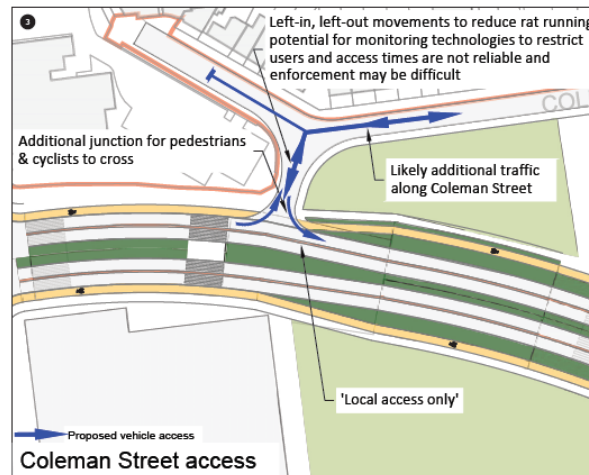 3
Left-in, left-out movements to reduce rat running
potential for monitoring technologies to restrict
users and access times are not reliable and
enforcement may be difficult
COL
Additional junction for pedestrians
& cyclists to cross
Likely additional traffic
along Coleman Street
'Local access only'
Proposed vehicle access
Coleman Street access